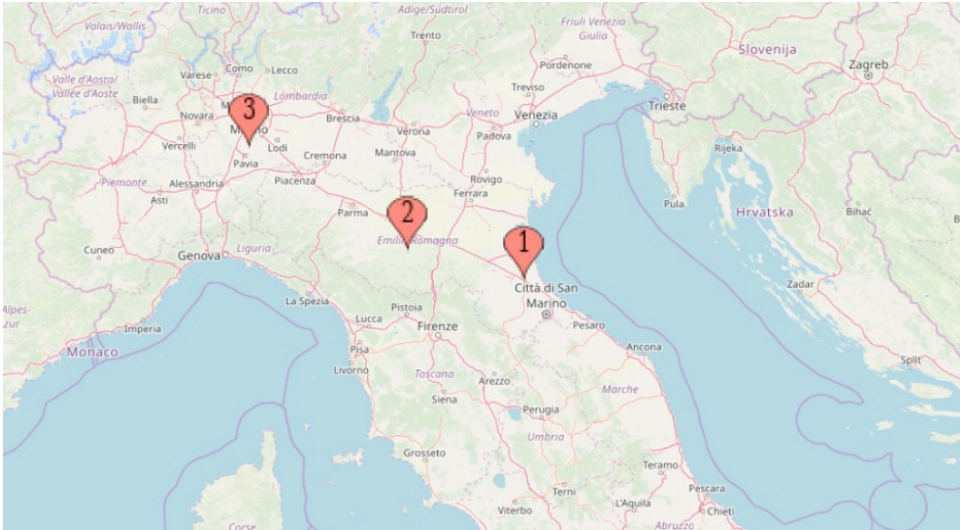 Valais/Wallis
Ticino
Adige/Südtirol
Trento
Friuli Venezia
Giulia
Slovenija
Zagreb
Pordenone
Como
Lecco
Varese
Valle d'Aosta/
Vallée d'Aoste
Biella
Lombardia
Treviso
Veneto
Venezia
Trieste
3
Novara
Brescia
Verona
Padova
Vercelli
Pavia
Lodi
Cremona
Mantova
Rovigo
Rijeka
Piemonte
Alessandria
Piacenza
Ferrara
Pula
Hrvatska
Bihać
Asti
Parma
2
Emilia-Romagna
1
Cuneo
Genova
Liguria
Città di San
Marino
Zadar
La Spezia
Pistoia
Lucca
Firenze
Pesaro
Imperia
Monaco
Pisa
Livorno
Ancona
Split
Toscana
Arezzo
Siena
Marche
Perugia
Umbria
Grosseto
Teramo
Terni
Pescara
Viterbo
L'Aquila
Chieti
Corse
Abruzzo